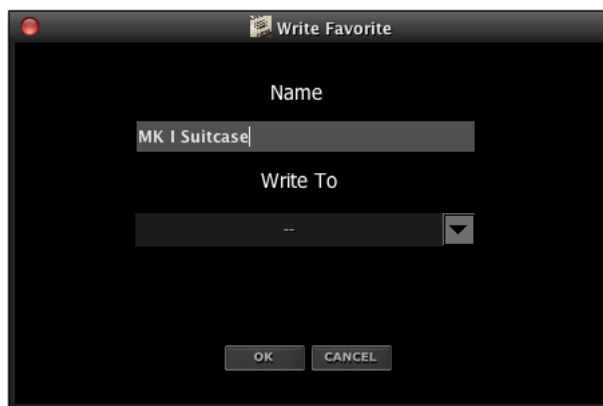 Write Favorite
Name
MK I Suitcase
Write To
--
OK CANCEL